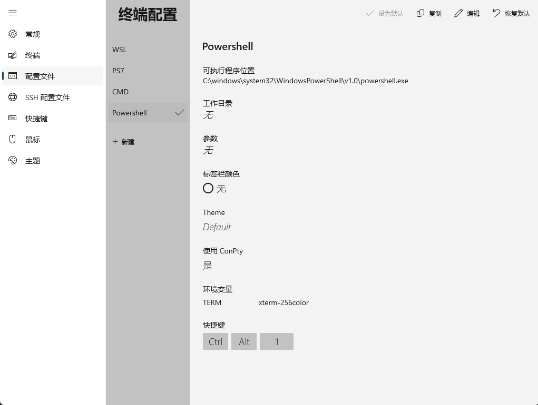 常规
终端
配置文件
SSH 配置文件
快捷键
鼠标
主题
终端配置
WSL
PS7
CMD
Powershell
+ 新建
设为默认
复制
编辑
恢复默认
Powershell
可执行程序位置
C:\windows\system32\WindowsPowerShell\v1.0\powershell.exe
工作目录
无
参数
无
标签栏颜色
无
Theme
Default
使用 ConPty
是
环境变量
TERM xterm-256color
快捷键
Ctrl Alt 1